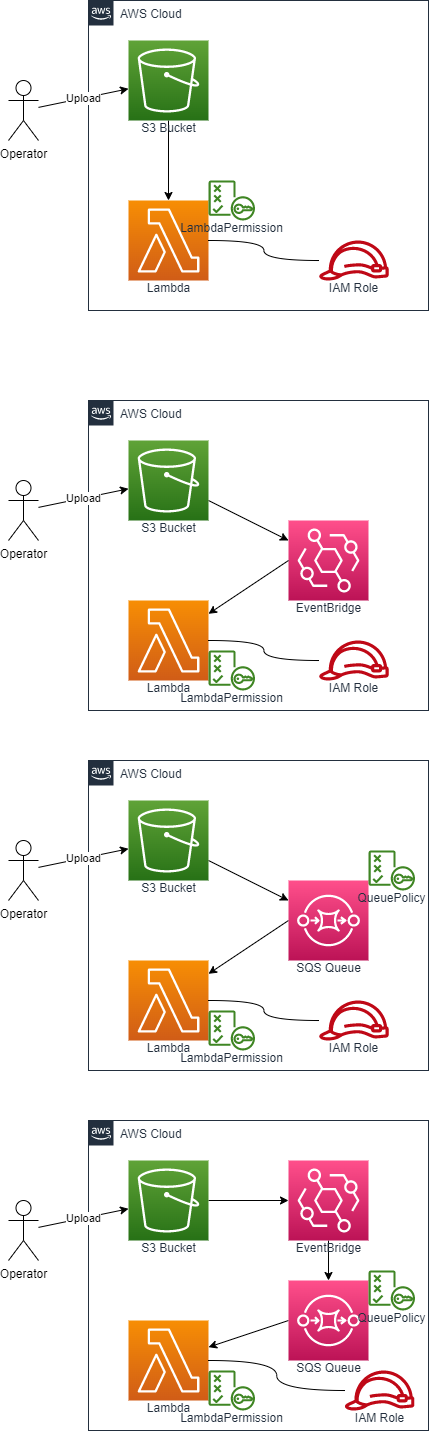 aws
AWS Cloud
Upload
S3 Bucket
Operator
LambdaPermission
Lambda
IAM Role
aws
AWS Cloud
Upload
S3 Bucket
Operator
EventBridge
Lambda
IAM Role
LambdaPermission
aws
AWS Cloud
Upload
S3 Bucket
QueuePolicy
Operator
SQS Queue
Lambda
IAM Role
LambdaPermission
aws
AWS Cloud
Upload
S3 Bucket
EventBridge
Operator
QueuePolicy
SQS Queue
Lambda
LambdaPermission
IAM Role